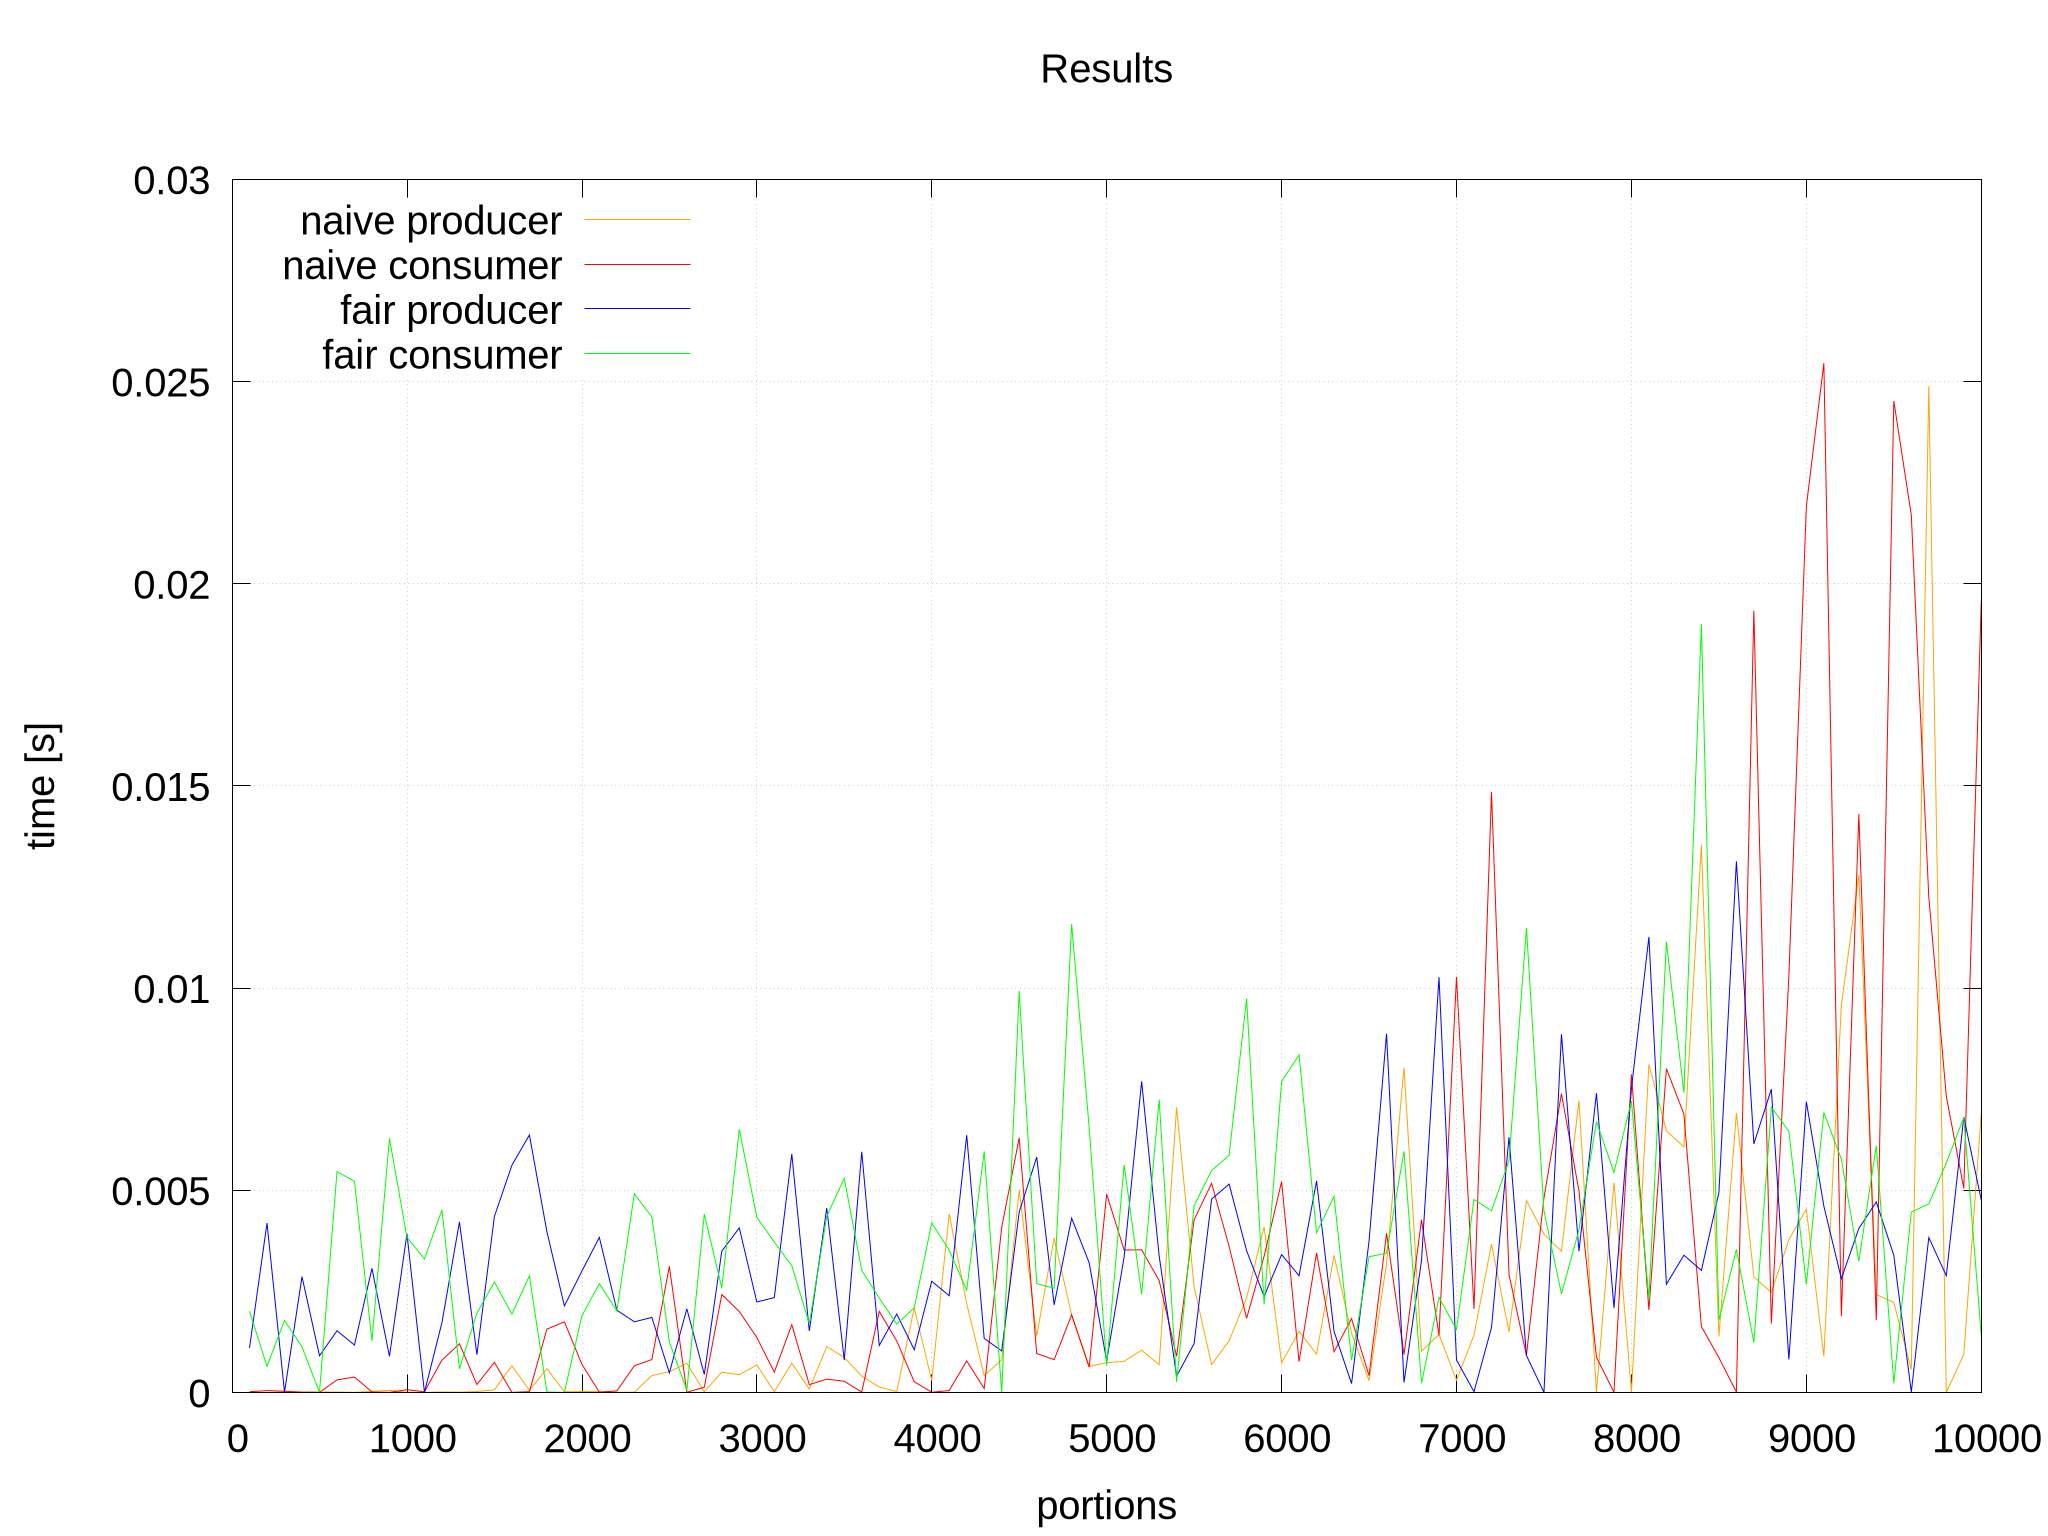 Results
0.03
0.025
0.02
0.015
0.01
0.005
0
time [s]
naive producer
naive consumer
fair producer
fair consumer
0 1000 2000 3000 4000 5000 6000 7000 8000 9000 10000
portions